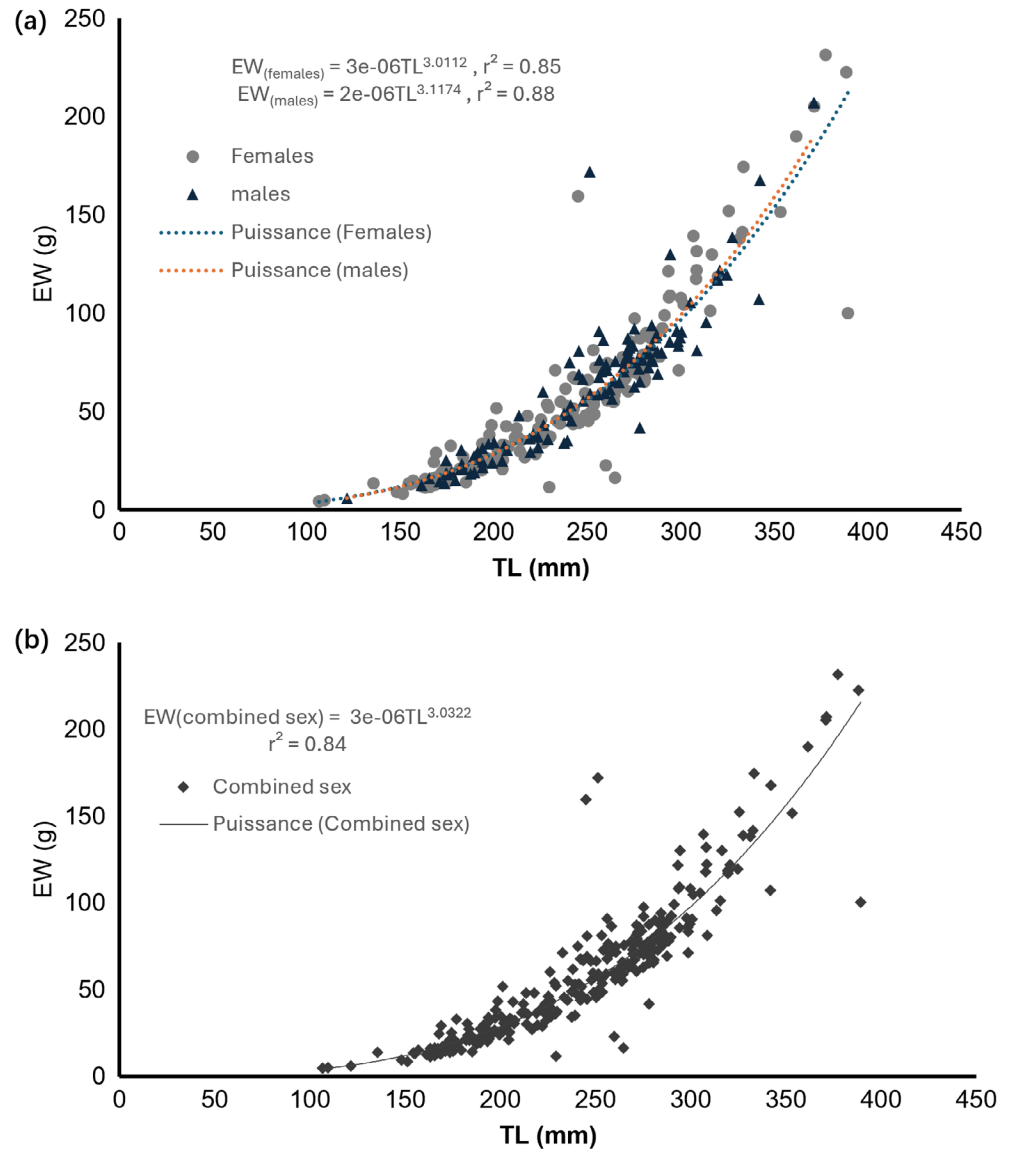 (a)
EW (g)
250
200
150
100
50
0
EW(females) = 3e-06TL3.0112 , r2 = 0.85
EW(males) = 2e-06TL3.1174 , r2 = 0.88
Females
males
Puissance (Females)
Puissance (males)
0 50 100 150 200 250 300 350 400 450
TL (mm)
(b)
EW (g)
250
200
150
100
50
0
EW(combined sex) = 3e-06TL3.0322
r2 = 0.84
Combined sex
Puissance (Combined sex)
0 50 100 150 200 250 300 350 400 450
TL (mm)